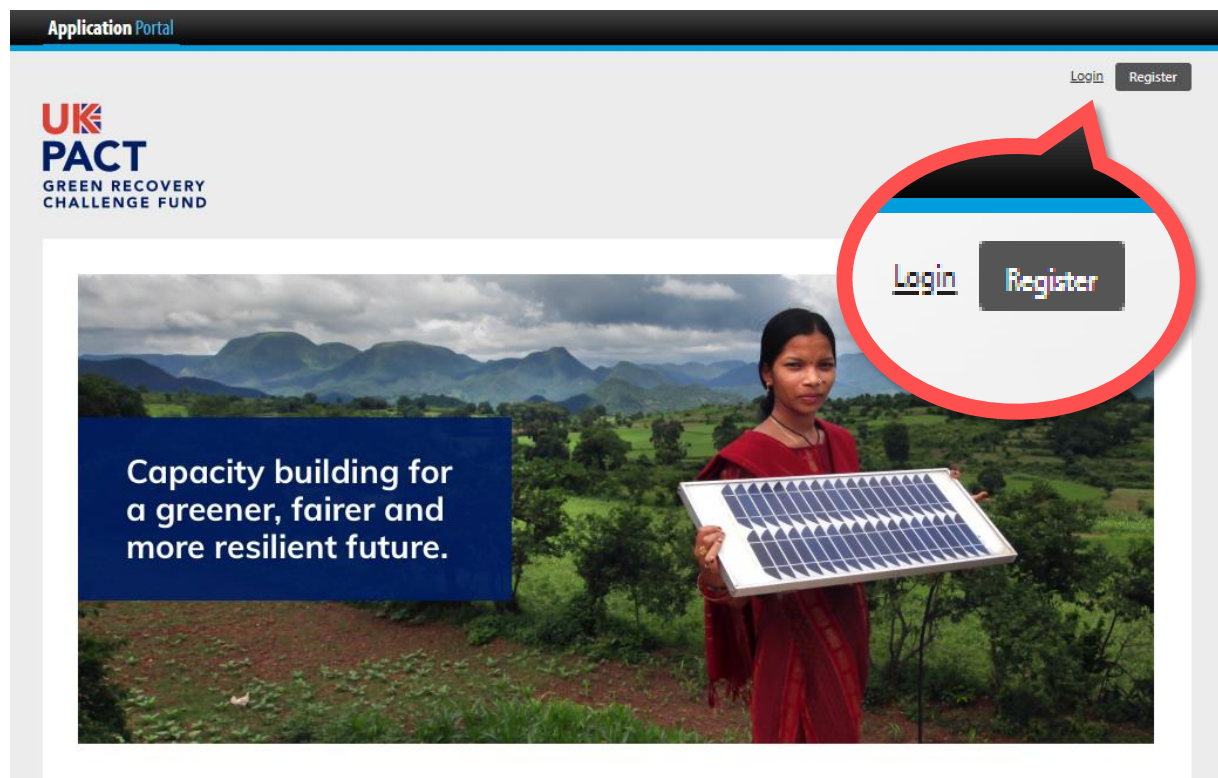 Application Portal
Login Register
UK
PACT
GREEN RECOVERY
CHALLENGE FUND
Login Register
Capacity building for
a greener, fairer and
more resilient future.